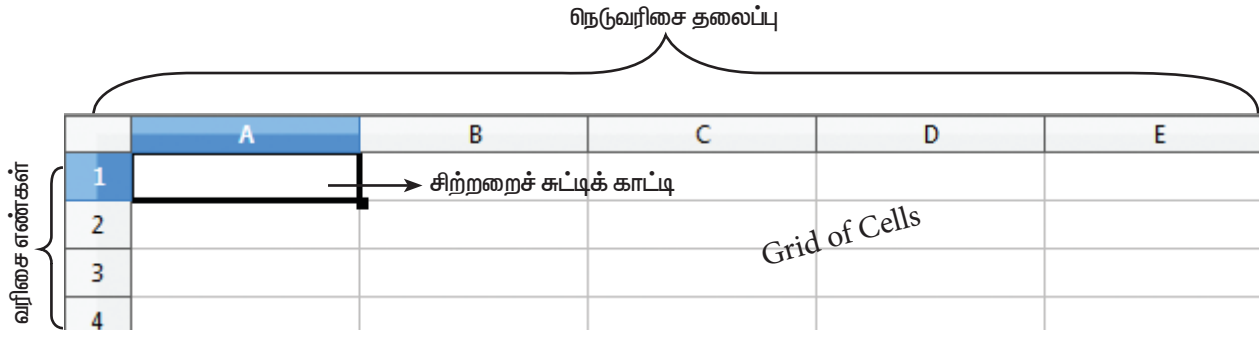 நெடுவரிசை தலைப்பு
A B C D E
1 சிற்றறைச் சுட்டிக் காட்டி
2
Grid of Cells
3
4
வரிசை எண்கள்